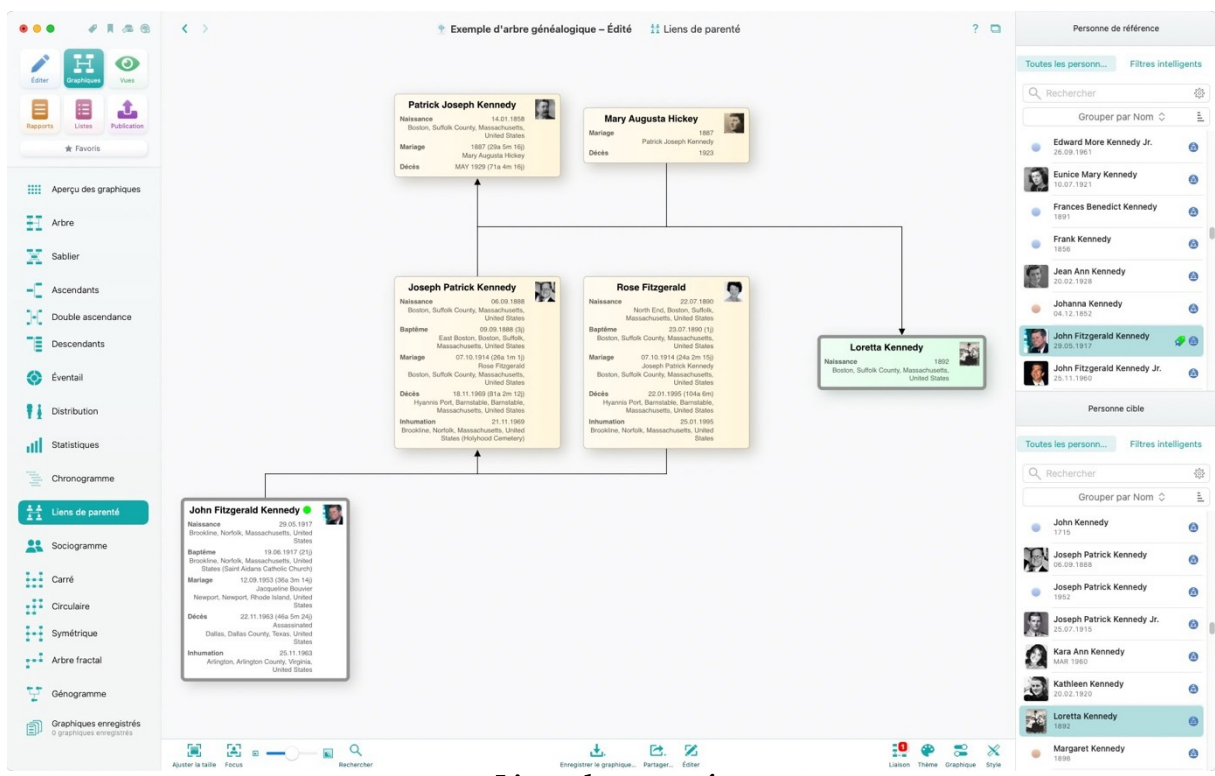 Exemple d'arbre généalogique – Édité
Liens de parenté
?
Éditer
Graphiques
Vues
Rapports
Listes
Publication
★ Favoris
Aperçu des graphiques
Arbre
Sablier
Ascendants
Double ascendance
Descendants
Éventail
Distribution
Statistiques
Chronogramme
Liens de parenté
Sociogramme
Carré
Circulaire
Symétrique
Arbre fractal
Génogramme
Graphiques enregistrés
0 graphiques enregistrés
Patrick Joseph Kennedy
Naissance 14.01.1858
Boston, Suffolk County, Massachusetts,
United States
Mariage 1887 (29a 5m 16j)
Mary Augusta Hickey
Décès MAY 1929 (71a 4m 16j)
Mary Augusta Hickey
Mariage 1887
Patrick Joseph Kennedy
Décès 1923
Joseph Patrick Kennedy
Naissance 06.09.1888
Boston, Suffolk County, Massachusetts,
United States
Baptême 09.09.1888 (3j)
East Boston, Boston, Suffolk,
Massachusetts, United States
Mariage 07.10.1914 (26a 1m 1j)
Rose Fitzgerald
Boston, Suffolk County, Massachusetts,
United States
Décès 18.11.1969 (81a 2m 12j)
Hyannis Port, Barnstable, Barnstable,
Massachusetts, United States
Inhumation 21.11.1969
Brookline, Norfolk, Massachusetts, United
States (Holyhood Cemetery)
Rose Fitzgerald
Naissance 22.07.1890
North End, Boston, Suffolk,
Massachusetts, United States
Baptême 23.07.1890 (1j)
Boston, Suffolk County, Massachusetts,
United States
Mariage 07.10.1914 (24a 2m 15j)
Joseph Patrick Kennedy
Boston, Suffolk County, Massachusetts,
United States
Décès 22.01.1995 (104a 6m)
Hyannis Port, Barnstable, Barnstable,
Massachusetts, United States
Inhumation 25.01.1995
Brookline, Norfolk, Massachusetts, United
States
Loretta Kennedy
Naissance 1892
Boston, Suffolk County, Massachusetts,
United States
John Fitzgerald Kennedy
Naissance 29.05.1917
Brookline, Norfolk, Massachusetts, United
States
Baptême 19.06.1917 (21j)
Brookline, Norfolk, Massachusetts, United
States (Saint Aidans Catholic Church)
Mariage 12.09.1953 (36a 3m 14j)
Jacqueline Bouvier
Newport, Newport, Rhode Island, United
States
Décès 22.11.1963 (46a 5m 24j)
Assassinated
Dallas, Dallas County, Texas, United
States
Inhumation 25.11.1963
Arlington, Arlington County, Virginia,
United States
Ajuster la taille
Focus
Rechercher
Enregistrer le graphique...
Partager...
Éditer
1
Liaison
Thème
Graphique
Style
Personne de référence
Toutes les personn... Filtres intelligents
Rechercher
Grouper par Nom
Edward More Kennedy Jr.
26.09.1961
Eunice Mary Kennedy
10.07.1921
Frances Benedict Kennedy
1891
Frank Kennedy
1856
Jean Ann Kennedy
20.02.1928
Johanna Kennedy
04.12.1852
John Fitzgerald Kennedy
29.05.1917
John Fitzgerald Kennedy Jr.
25.11.1960
Personne cible
Toutes les personn... Filtres intelligents
Rechercher
Grouper par Nom
John Kennedy
1715
Joseph Patrick Kennedy
06.09.1888
Joseph Patrick Kennedy
1952
Joseph Patrick Kennedy Jr.
25.07.1915
Kara Ann Kennedy
MAR 1960
Kathleen Kennedy
20.02.1920
Loretta Kennedy
1892
Margaret Kennedy
1898